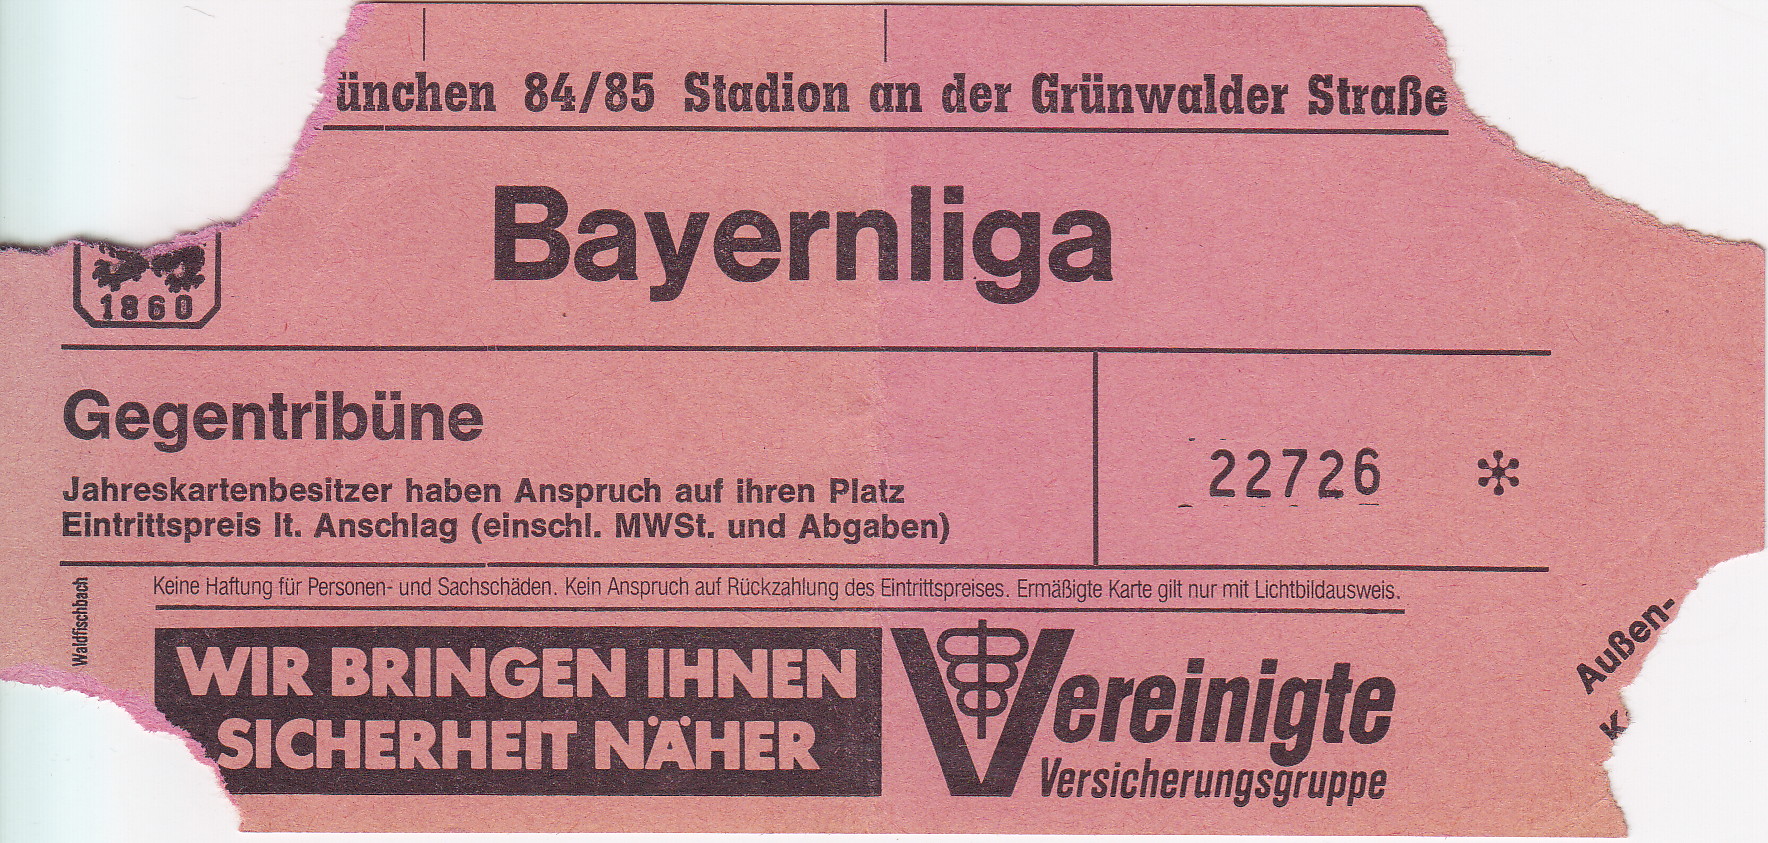 ünchen 84/85 Stadion an der Grünwalder Straße
Bayernliga
1860
Gegentribüne
Jahreskartenbesitzer haben Anspruch auf ihren Platz
Eintrittspreis lt. Anschlag (einschl. MWSt. und Abgaben)
22726 *
Keine Haftung für Personen- und Sachschäden. Kein Anspruch auf Rückzahlung des Eintrittspreises. Ermäßigte Karte gilt nur mit Lichtbildausweis.
Waldfischbach
WIR BRINGEN IHNEN
SICHERHEIT NÄHER
Vereinigte
Versicherungsgruppe
Außen-
K